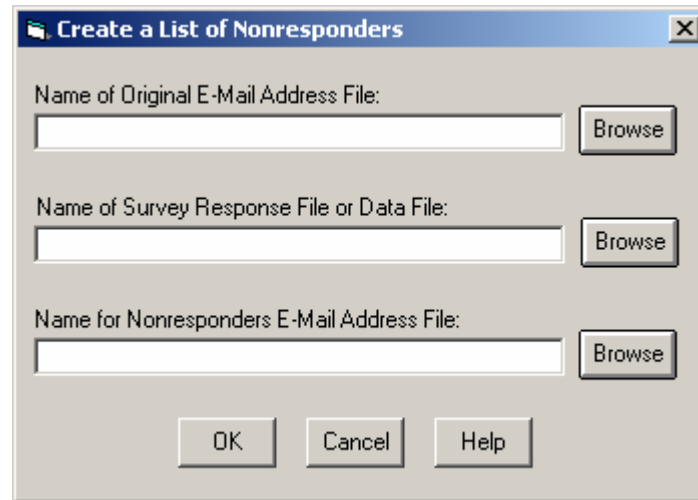 Create a List of Nonresponders
Name of Original E-Mail Address File:
Browse
Name of Survey Response File or Data File:
Browse
Name for Nonresponders E-Mail Address File:
Browse
OK Cancel Help